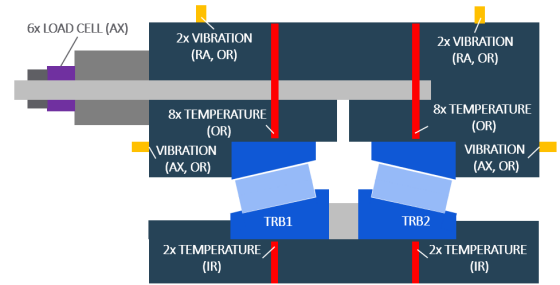 6x LOAD CELL (AX)
2x VIBRATION
(RA, OR)
2x VIBRATION
(RA, OR)
8x TEMPERATURE
(OR)
8x TEMPERATURE
(OR)
VIBRATION
(AX, OR)
VIBRATION
(AX, OR)
TRB1
TRB2
2x TEMPERATURE
(IR)
2x TEMPERATURE
(IR)